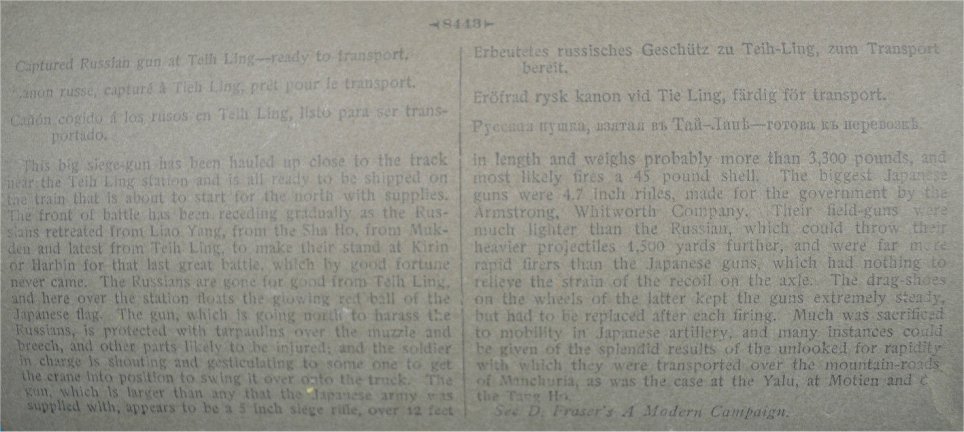 8443
Captured Russian gun at Teih Ling—ready to transport.
Canon russe, capturé à Tieh Ling, prêt pour le transport.
Cañón cogido á los rusos en Teih Ling, listo para ser trans-
portado.
This big siege-gun has been hauled up close to the track
near the Teih Ling station and is all ready to be shipped on
the train that is about to start for the north with supplies.
The front of battle has been receding gradually as the Rus-
sians retreated from Liao Yang, from the Sha Ho, from Muk-
den and latest from Teih Ling, to make their stand at Kirin
or Harbin for that last great battle, which by good fortune
never came. The Russians are gone for good from Teih Ling,
and here over the station floats the glowing red ball of the
Japanese flag. The gun, which is going north to harass the
Russians, is protected with tarpaulins over the muzzle and
breech, and other parts likely to be injured; and the soldier
in charge is shouting and gesticulating to some one to get
the crane into position to swing it over onto the truck. The
gun, which is larger than any that the Japanese army was
supplied with, appears to be a 5 inch siege rifle, over 12 feet
Erbeutetes russisches Geschütz zu Teih-Ling, zum Transport
bereit.
Eröfrad rysk kanon vid Tie Ling, färdig för transport.
Русская пушка, взятая въ Тай-Линѣ—готова къ перевозкѣ.
in length and weighs probably more than 3,300 pounds, and
most likely fires a 45 pound shell. The biggest Japanese
guns were 4.7 inch rifles, made for the government by the
Armstrong, Whitworth Company. Their field-guns were
much lighter than the Russian, which could throw their
heavier projectiles 1,500 yards further, and were far more
rapid firers than the Japanese guns, which had nothing to
relieve the strain of the recoil on the axle. The drag-shoes
on the wheels of the latter kept the guns extremely steady,
but had to be replaced after each firing. Much was sacrificed
to mobility in Japanese artillery, and many instances could
be given of the splendid results of the unlooked for rapidity
with which they were transported over the mountain-roads
of Manchuria, as was the case at the Yalu, at Motien and
the Tang Ho.
See D. Fraser's A Modern Campaign.